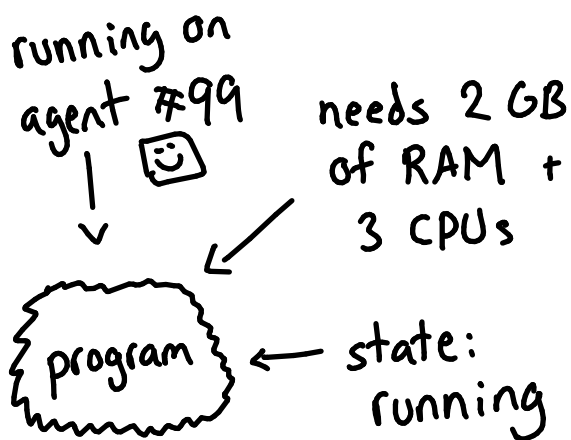 running on
agent #99
needs 2 GB
of RAM +
3 CPUs
program
state:
running